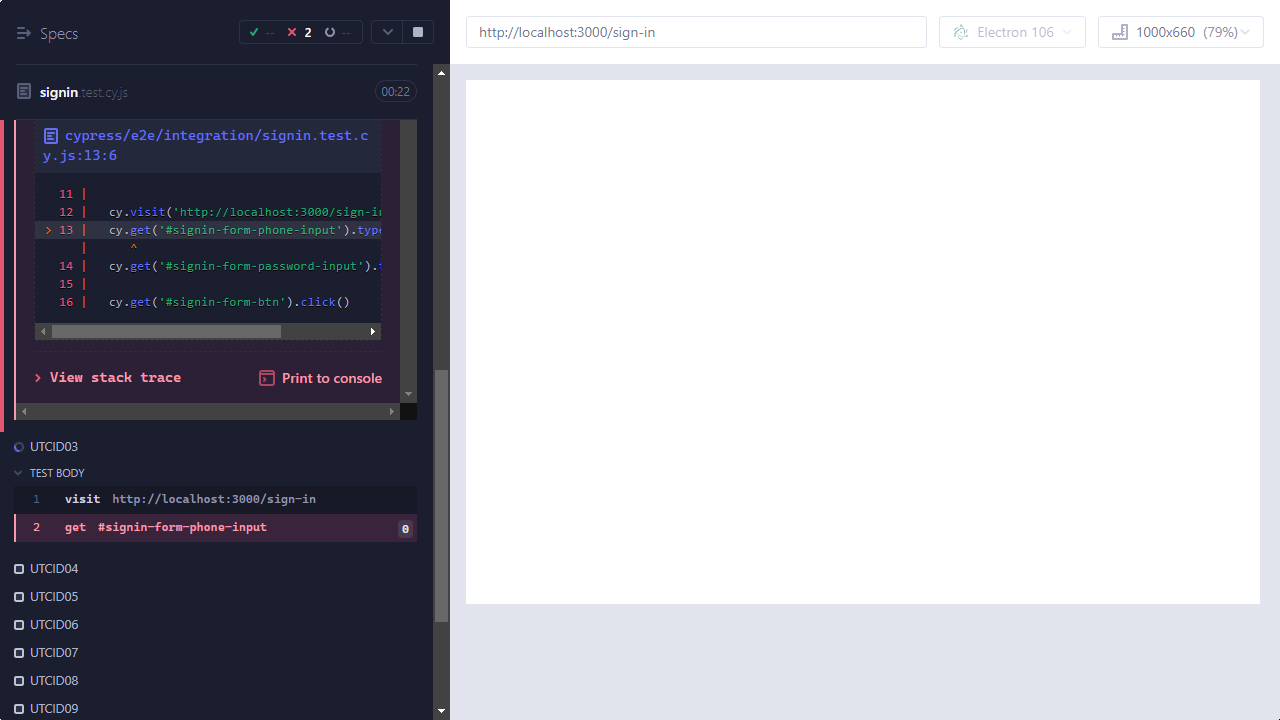 Specs
-- 2 --
signin.test.cy.js 00:22
cypress/e2e/integration/signin.test.c
y.js:13:6
11 |
12 | cy.visit('http://localhost:3000/sign-in
> 13 | cy.get('#signin-form-phone-input').type
| ^
14 | cy.get('#signin-form-password-input').
15 |
16 | cy.get('#signin-form-btn').click()
> View stack trace
Print to console
UTCID03
TEST BODY
1 visit http://localhost:3000/sign-in
2 get #signin-form-phone-input 0
UTCID04
UTCID05
UTCID06
UTCID07
UTCID08
UTCID09
http://localhost:3000/sign-in
Electron 106
1000x660 (79%)